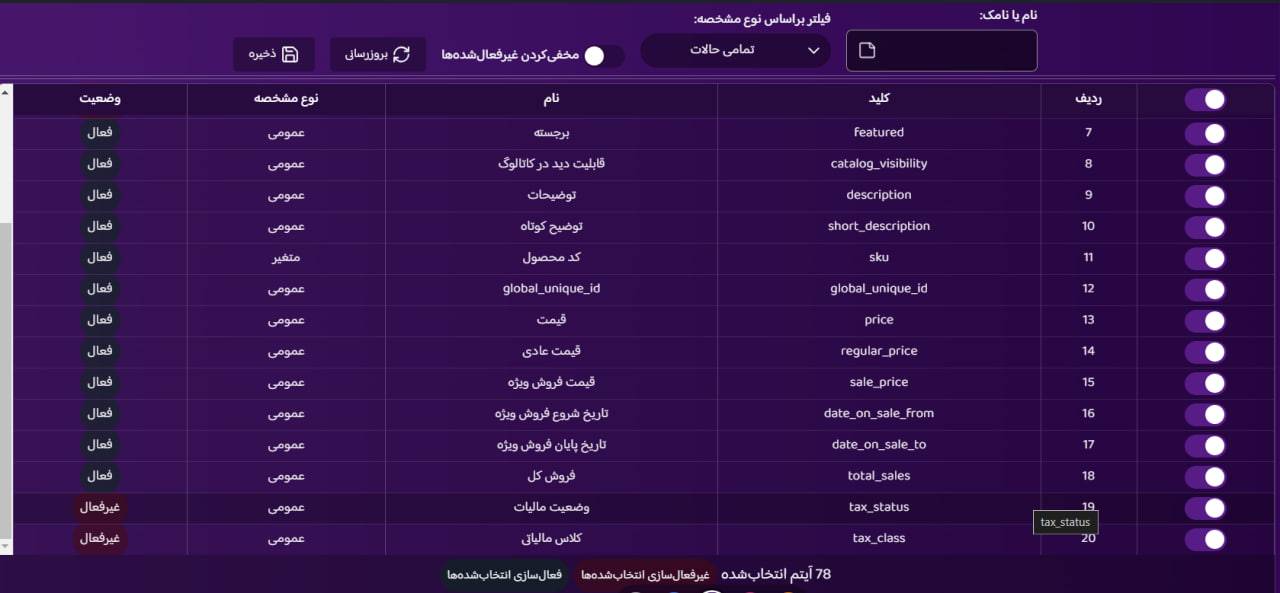 نام یا نامک:
فیلتر براساس نوع مشخصه:
تمامی حالات
مخفی‌کردن غیرفعال‌شده‌ها
بروزرسانی
ذخیره
ردیف کلید نام نوع مشخصه وضعیت
7 featured برجسته عمومی فعال
8 catalog_visibility قابلیت دید در کاتالوگ عمومی فعال
9 description توضیحات عمومی فعال
10 short_description توضیح کوتاه عمومی فعال
11 sku کد محصول متغیر فعال
12 global_unique_id global_unique_id عمومی فعال
13 price قیمت عمومی فعال
14 regular_price قیمت عادی عمومی فعال
15 sale_price قیمت فروش ویژه عمومی فعال
16 date_on_sale_from تاریخ شروع فروش ویژه عمومی فعال
17 date_on_sale_to تاریخ پایان فروش ویژه عمومی فعال
18 total_sales فروش کل عمومی فعال
19 tax_status وضعیت مالیات عمومی غیرفعال
tax_status
20 tax_class کلاس مالیاتی عمومی غیرفعال
78 آیتم انتخاب‌شده غیرفعال‌سازی انتخاب‌شده‌ها فعال‌سازی انتخاب‌شده‌ها